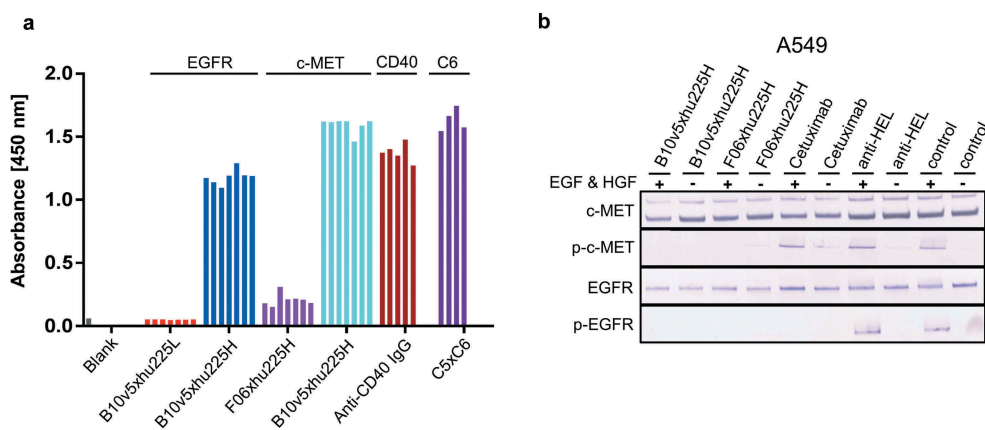 a
EGFR
c-MET
CD40
C6
Absorbance [450 nm]
2.0
1.5
1.0
0.5
0.0
Blank
B10v5xhu225L
B10v5xhu225H
F06xhu225H
B10v5xhu225H
Anti-CD40 IgG
C5xC6
b
A549
B10v5xhu225H
B10v5xhu225H
F06xhu225H
F06xhu225H
Cetuximab
Cetuximab
anti-HEL
anti-HEL
control
control
EGF & HGF + - + - + - + - + -
c-MET
p-c-MET
EGFR
p-EGFR